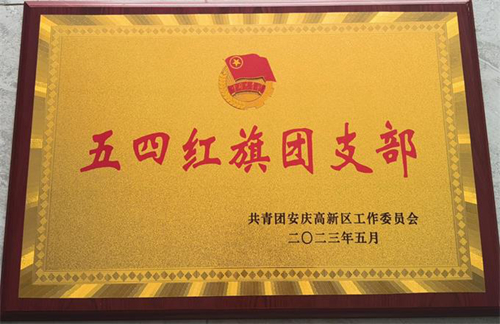 五四红旗团支部
共青团安庆高新区工作委员会
二〇二三年五月